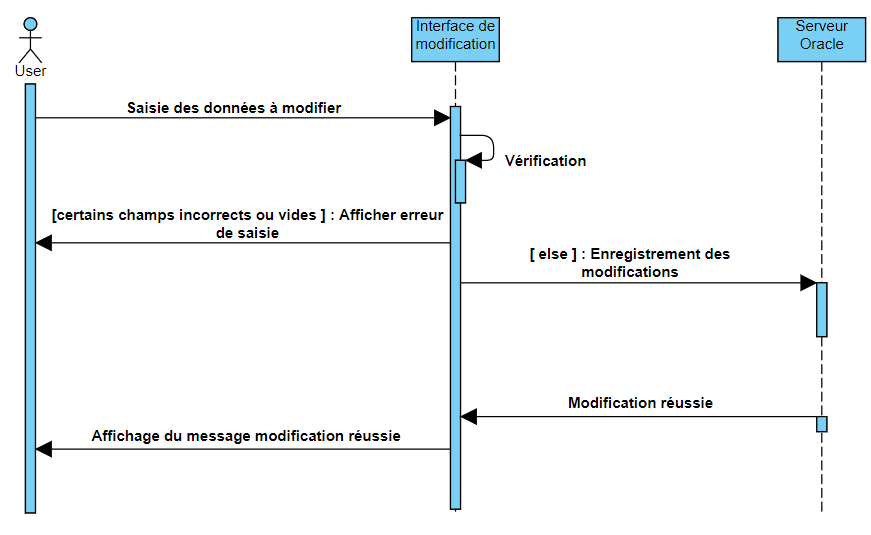 Interface de
modification
Serveur
Oracle
User
Saisie des données à modifier
Vérification
[certains champs incorrects ou vides ] : Afficher erreur
de saisie
[ else ] : Enregistrement des
modifications
Modification réussie
Affichage du message modification réussie